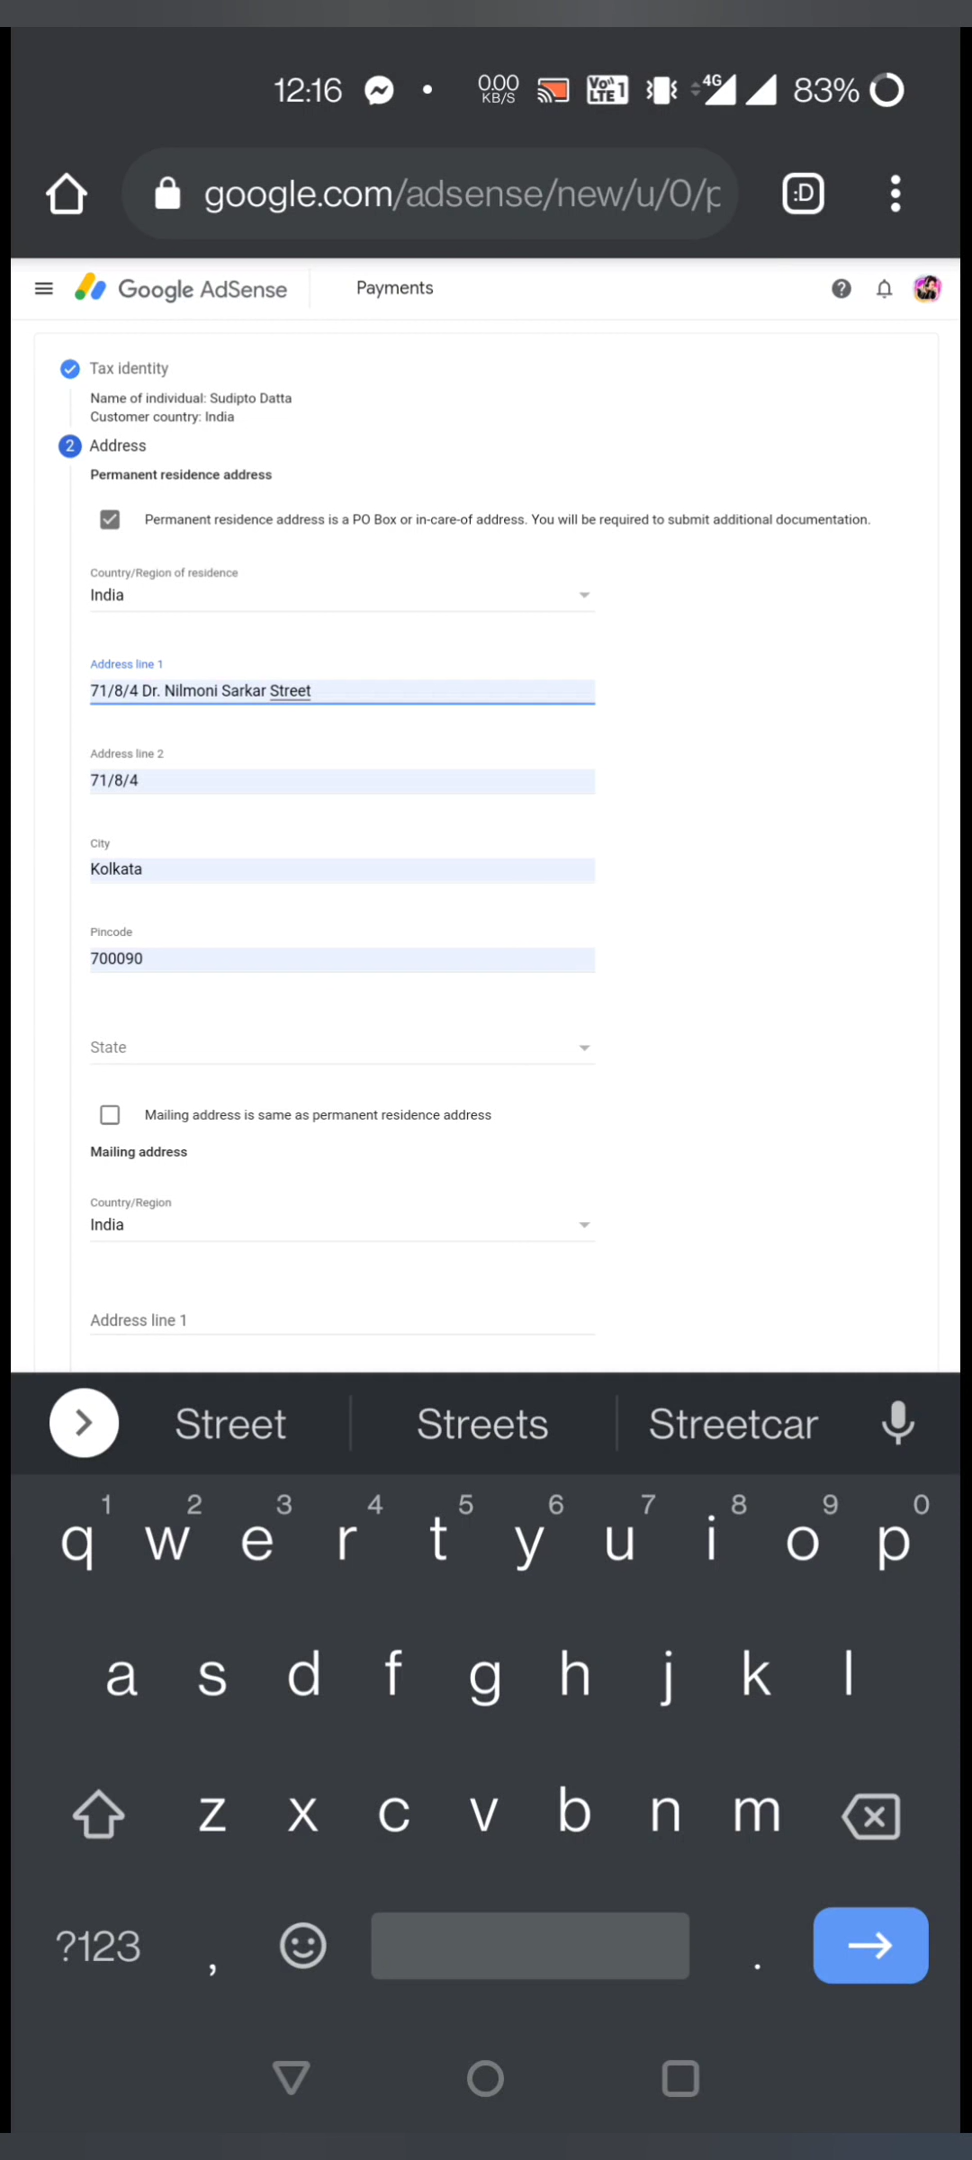 12:16 0.00 KB/S Vo 1 LTE 4G 83%
google.com/adsense/new/u/0/p :D
Google AdSense Payments
Tax identity
Name of individual: Sudipto Datta
Customer country: India
2 Address
Permanent residence address
Permanent residence address is a PO Box or in-care-of address. You will be required to submit additional documentation.
Country/Region of residence
India
Address line 1
71/8/4 Dr. Nilmoni Sarkar Street
Address line 2
71/8/4
City
Kolkata
Pincode
700090
State
Mailing address is same as permanent residence address
Mailing address
Country/Region
India
Address line 1
Street Streets Streetcar
1 2 3 4 5 6 7 8 9 0
q w e r t y u i o p
a s d f g h j k l
z x c v b n m
?123 , .